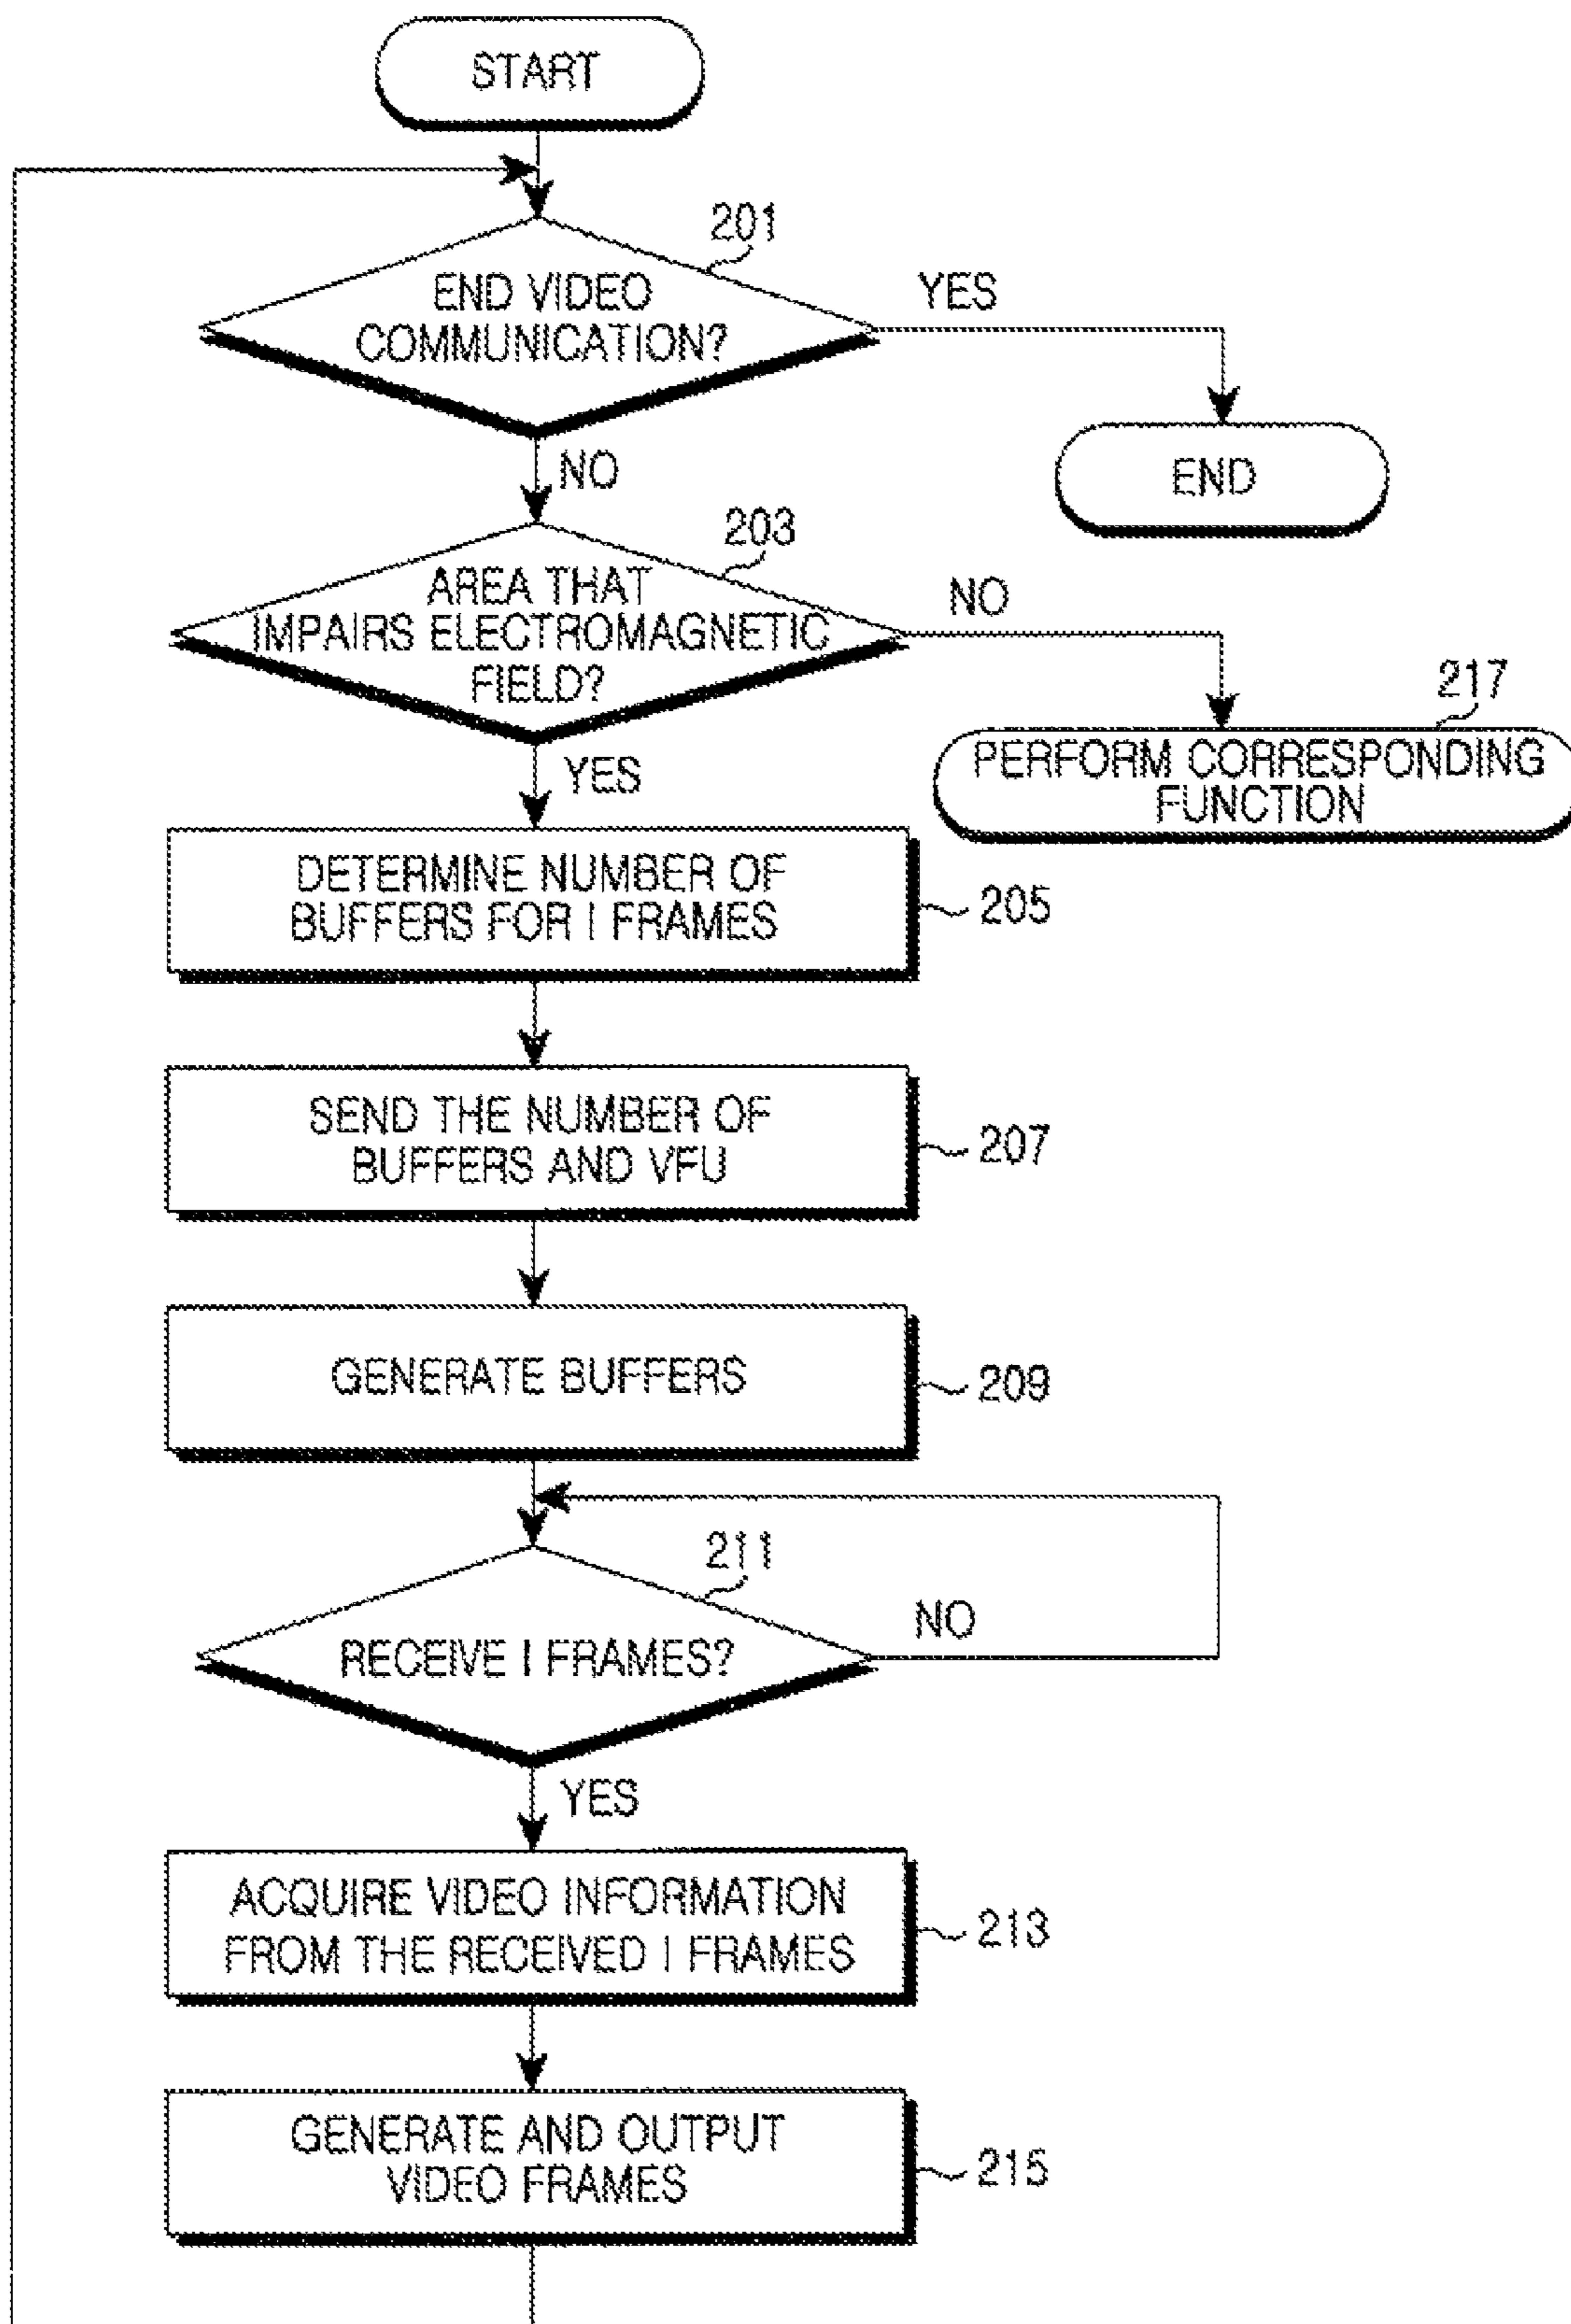 START
201
END VIDEO
COMMUNICATION?
YES
END
NO
203
AREA THAT
IMPAIRS ELECTROMAGNETIC
FIELD?
NO
217
PERFORM CORRESPONDING
FUNCTION
YES
DETERMINE NUMBER OF
BUFFERS FOR I FRAMES
205
SEND THE NUMBER OF
BUFFERS AND VFU
207
GENERATE BUFFERS
209
211
RECEIVE I FRAMES?
NO
YES
ACQUIRE VIDEO INFORMATION
FROM THE RECEIVED I FRAMES
213
GENERATE AND OUTPUT
VIDEO FRAMES
215